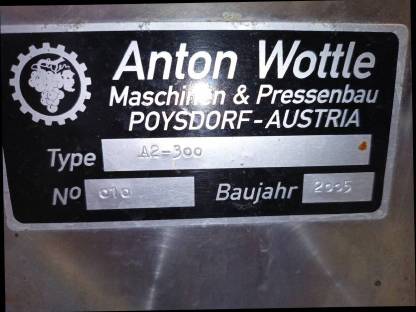 Anton Wottle
Maschinen & Pressenbau
POYSDORF-AUSTRIA
Type A2-300
No 010 Baujahr 2005